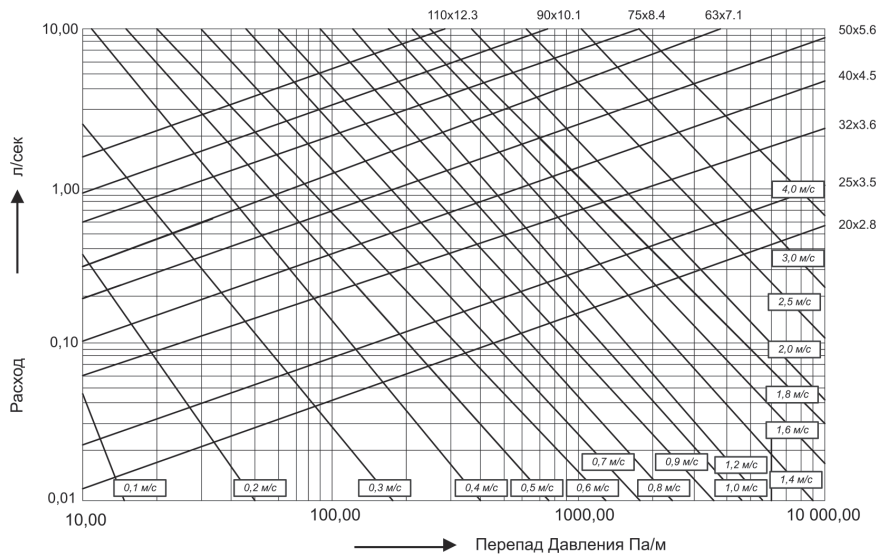 110x12.3 90x10.1 75x8.4 63x7.1
10,00
50x5.6
40x4.5
32x3.6
л/сек
25x3.5
1,00
4,0 м/с
20x2.8
3,0 м/с
2,5 м/с
0,10
2,0 м/с
Расход
1,8 м/с
1,6 м/с
0,7 м/с 0,9 м/с 1,2 м/с
0,01
0,1 м/с 0,2 м/с 0,3 м/с 0,4 м/с 0,5 м/с 0,6 м/с 0,8 м/с 1,0 м/с 1,4 м/с
10,00 100,00 1000,00 10 000,00
Перепад Давления Па/м